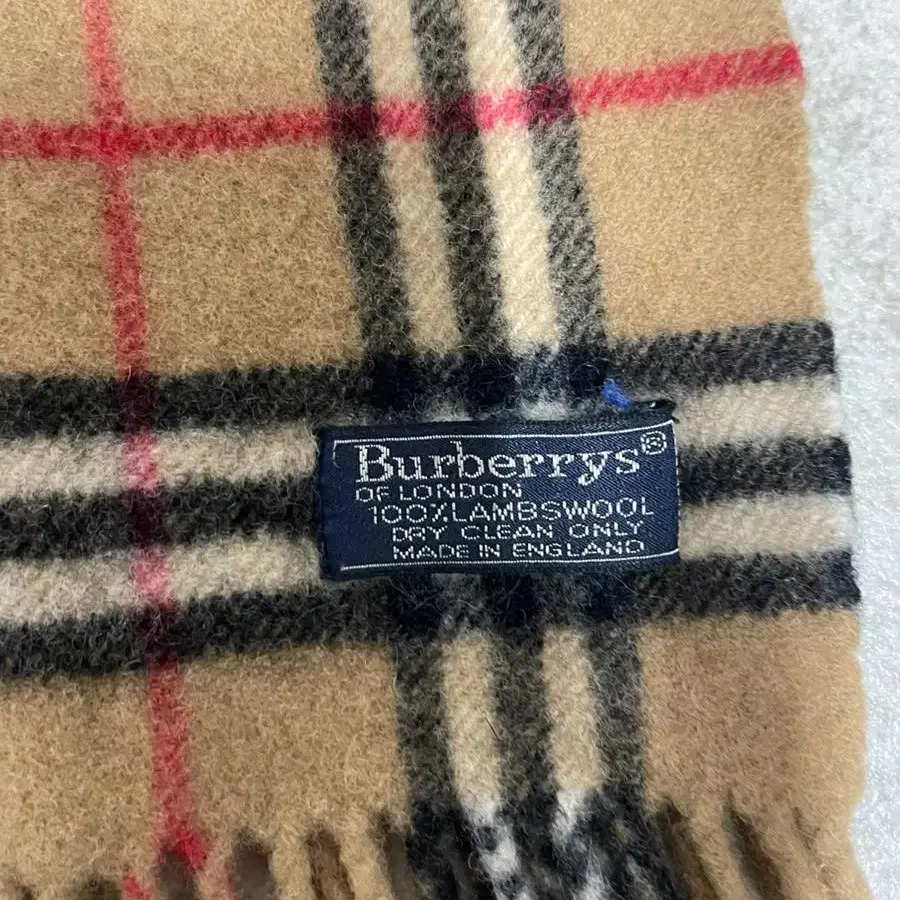 Burberrys®
OF LONDON
100%LAMBSWOOL
DRY CLEAN ONLY
MADE IN ENGLAND